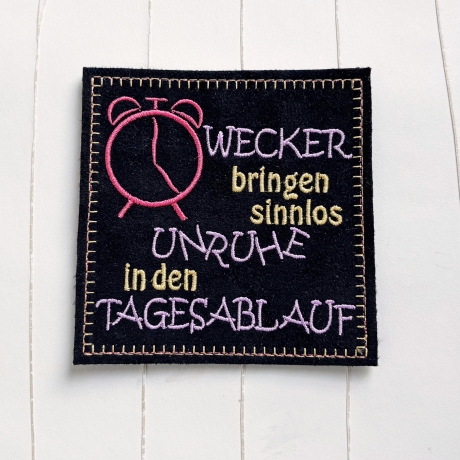 WECKER
bringen
sinnlos
UNRUHE
in den
TAGESABLAUF